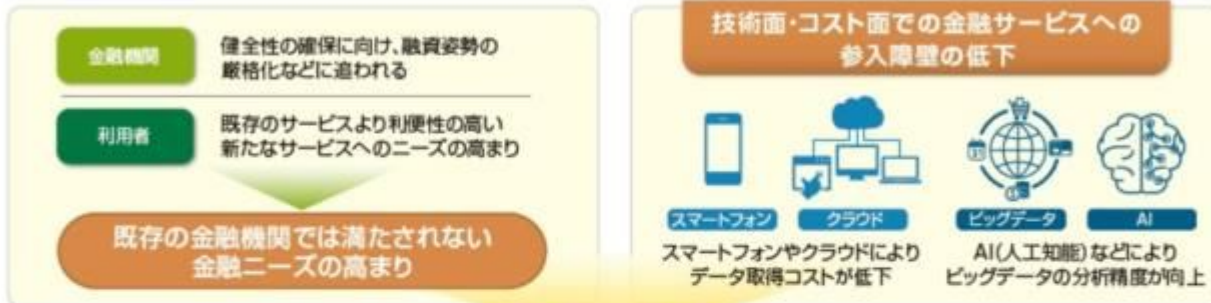 金融機関
健全性の確保に向け、融資姿勢の
厳格化などに追われる
利用者
既存のサービスより利便性の高い
新たなサービスへのニーズの高まり
既存の金融機関では満たされない
金融ニーズの高まり
技術面・コスト面での金融サービスへの
参入障壁の低下
スマートフォン
クラウド
ビッグデータ
AI
スマートフォンやクラウドにより
データ取得コストが低下
AI(人工知能)などにより
ビッグデータの分析精度が向上